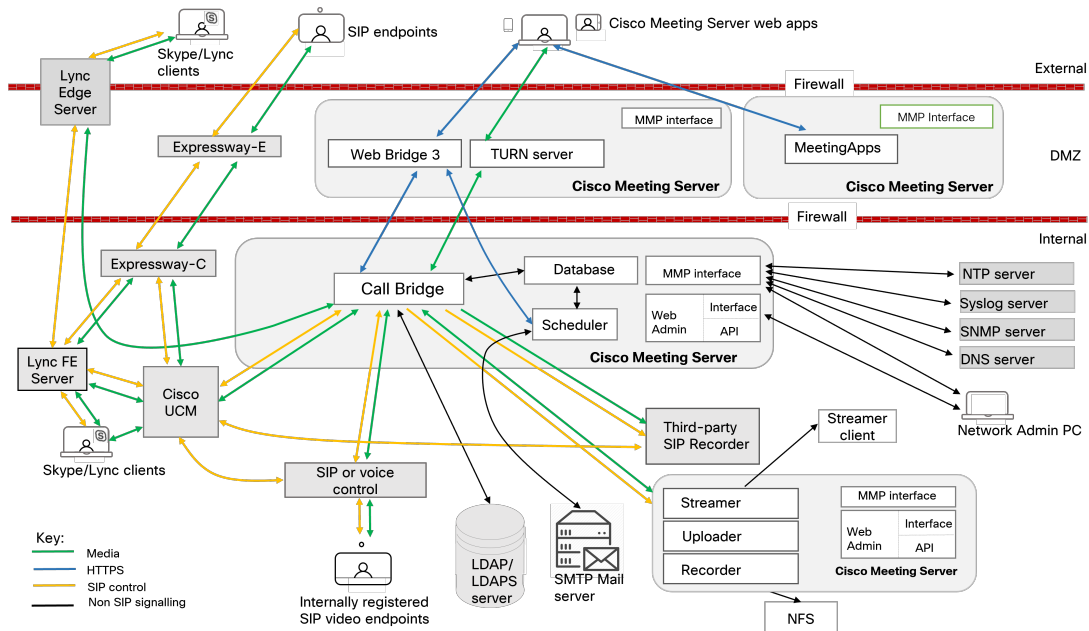 Cisco Meeting Server web apps
SIP endpoints
S
Skype/Lync
clients
External
Lync
Edge
Server
Firewall
MMP interface
MMP Interface
Expressway-E
Web Bridge 3
TURN server
MeetingApps
DMZ
Cisco Meeting Server
Cisco Meeting Server
Firewall
Internal
Expressway-C
Database
MMP interface
NTP server
Call Bridge
Syslog server
Web
Admin
Interface
API
Scheduler
SNMP server
Cisco Meeting Server
DNS server
Lync FE
Server
Cisco
UCM
Network Admin PC
Streamer
client
Third-party
SIP Recorder
S
Skype/Lync clients
SIP or voice
control
Streamer
MMP interface
Uploader
Web
Admin
Interface
API
Recorder
Cisco Meeting Server
LDAP/
LDAPS
server
SMTP Mail
server
Internally registered
SIP video endpoints
NFS
Key:
Media
HTTPS
SIP control
Non SIP signalling